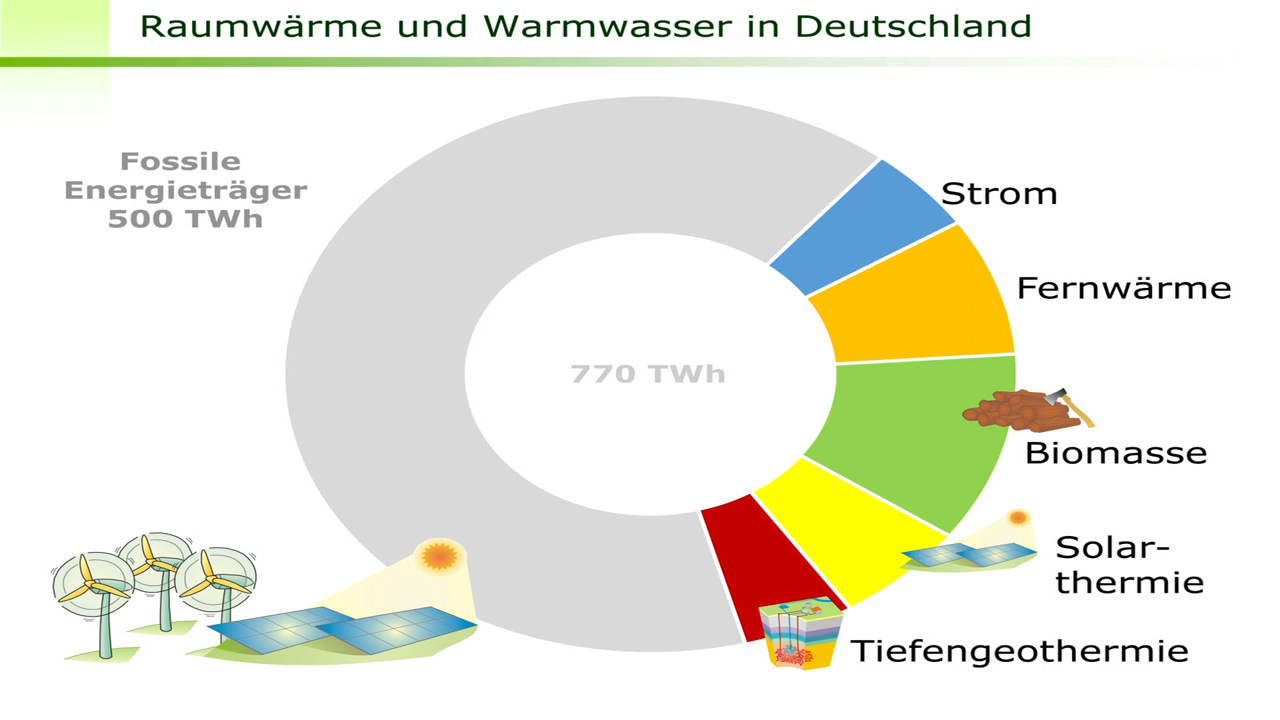 Raumwärme und Warmwasser in Deutschland
Fossile
Energieträger
500 TWh
Strom
Fernwärme
770 TWh
Biomasse
Solar-
thermie
Tiefengeothermie